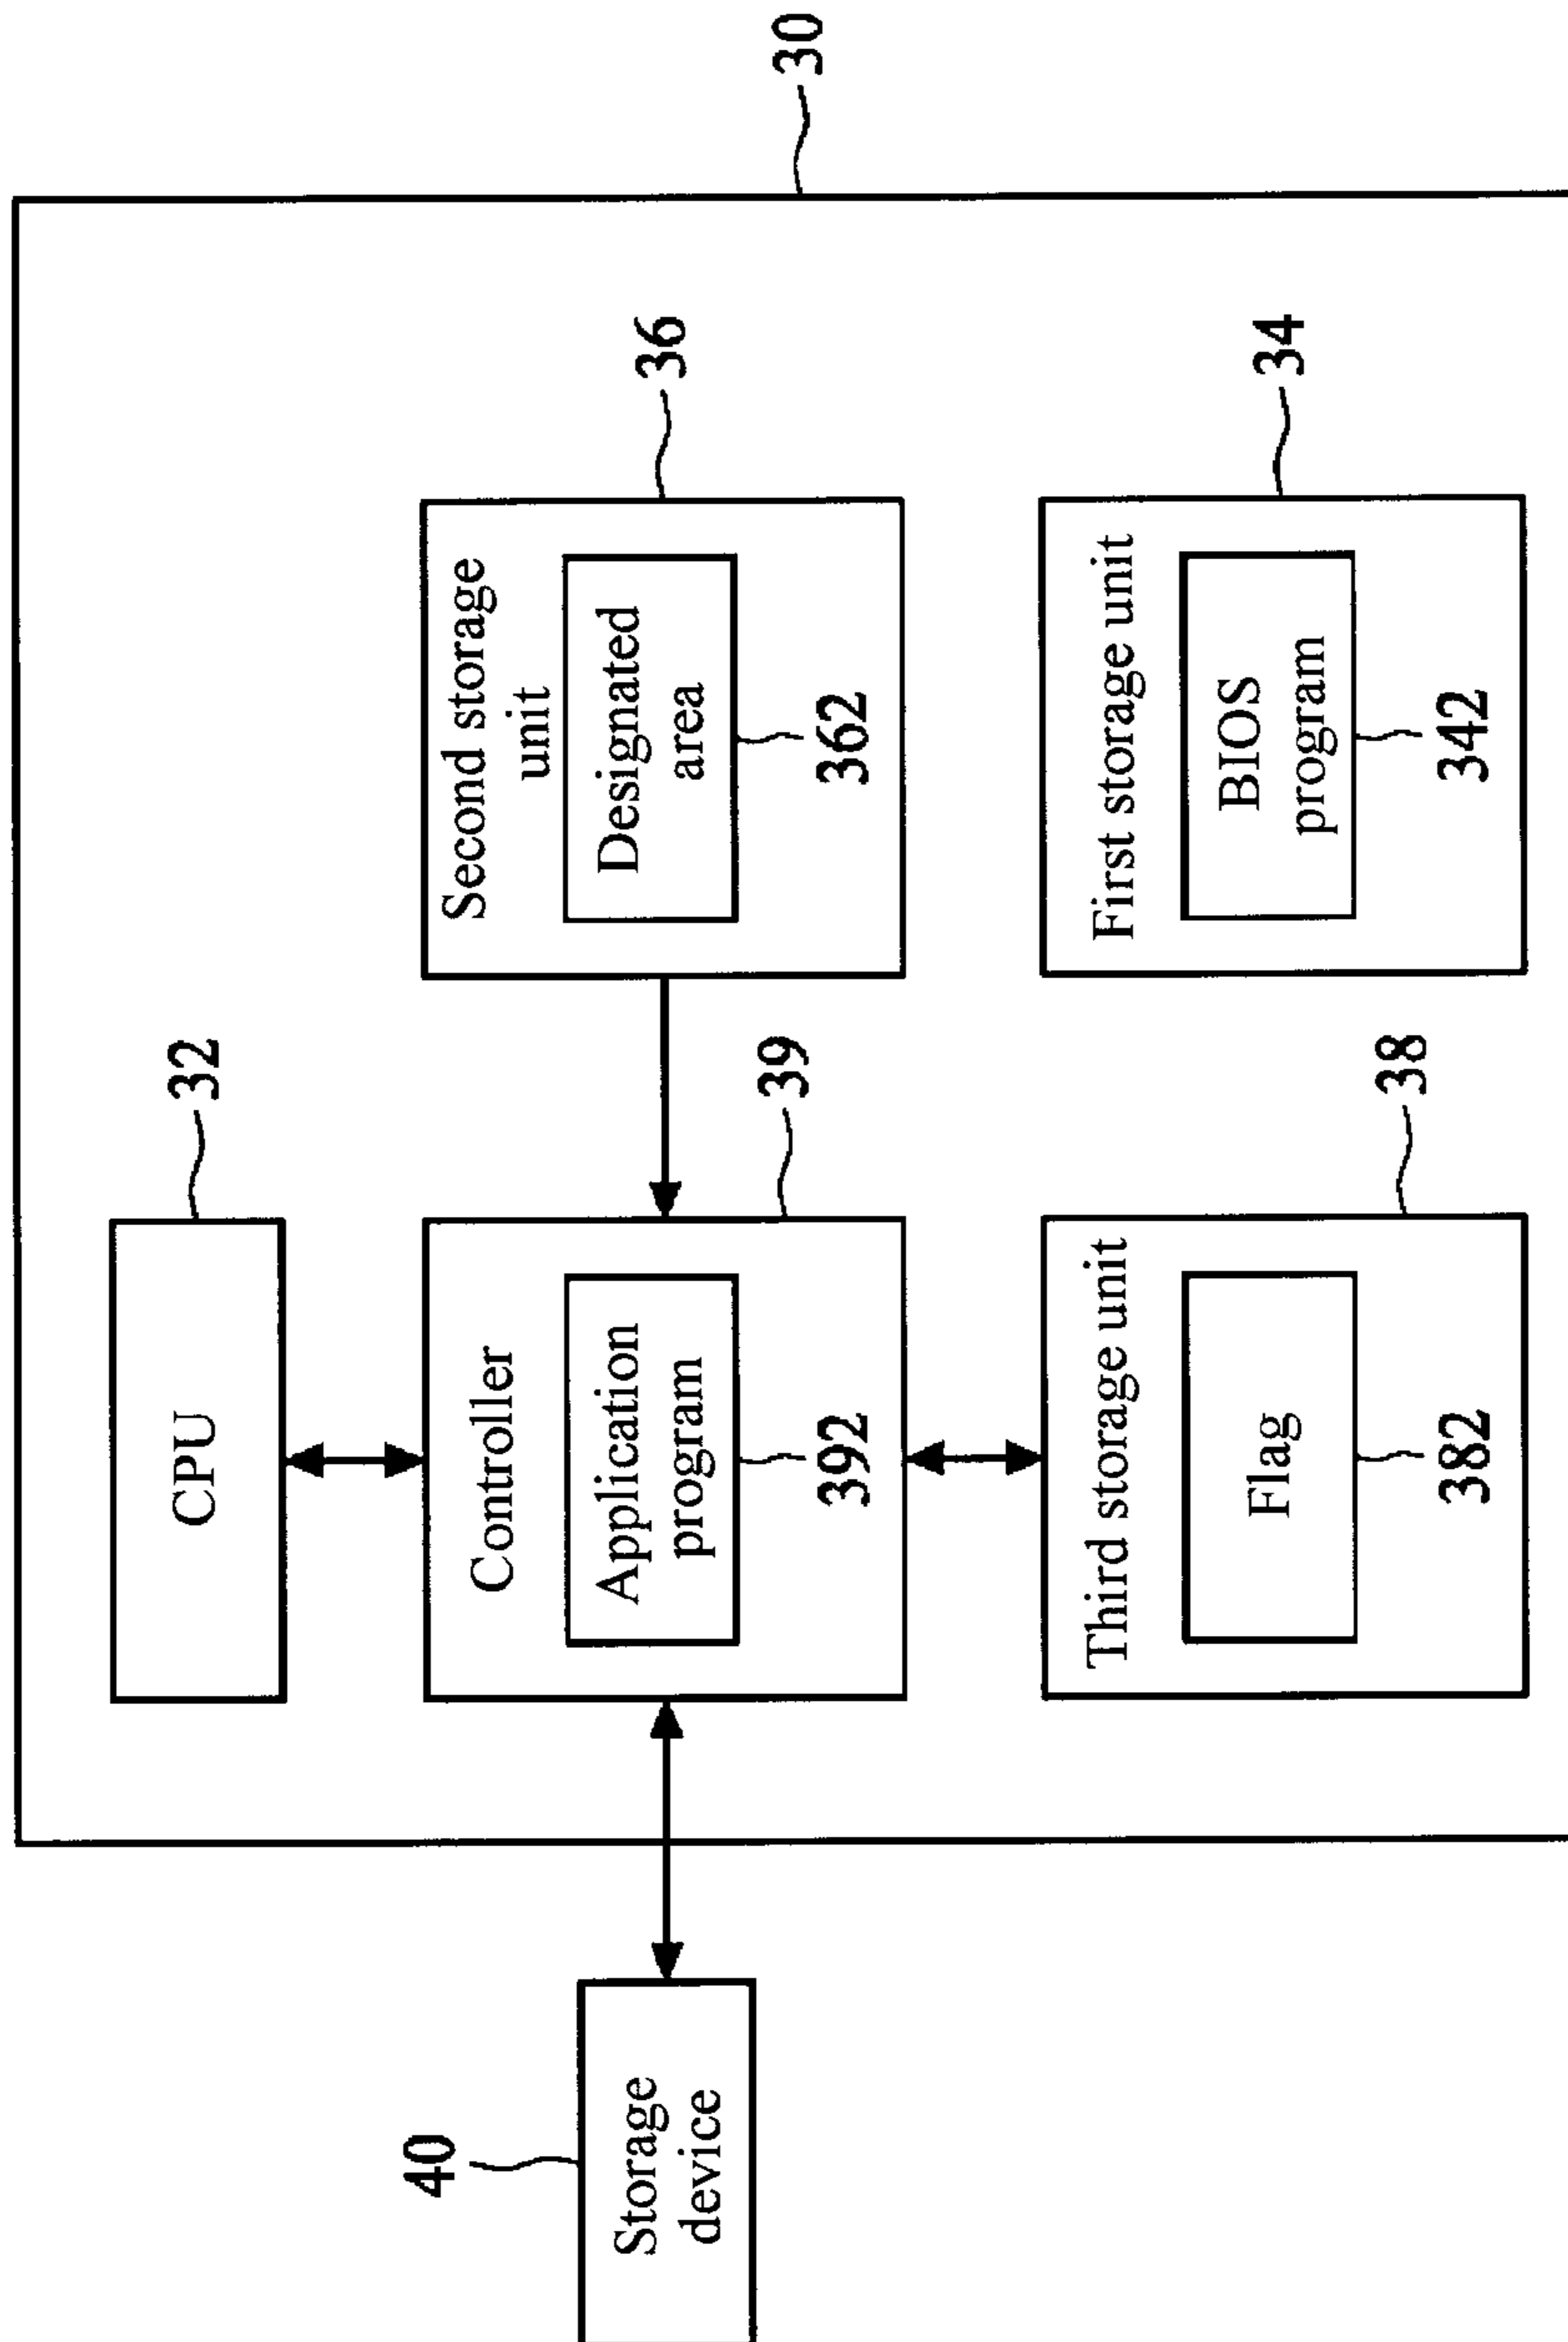 30
32
CPU
39
Controller
Application
program
392
36
Second storage
unit
Designated
area
362
40
Storage
device
38
Third storage unit
Flag
382
34
First storage unit
BIOS
program
342